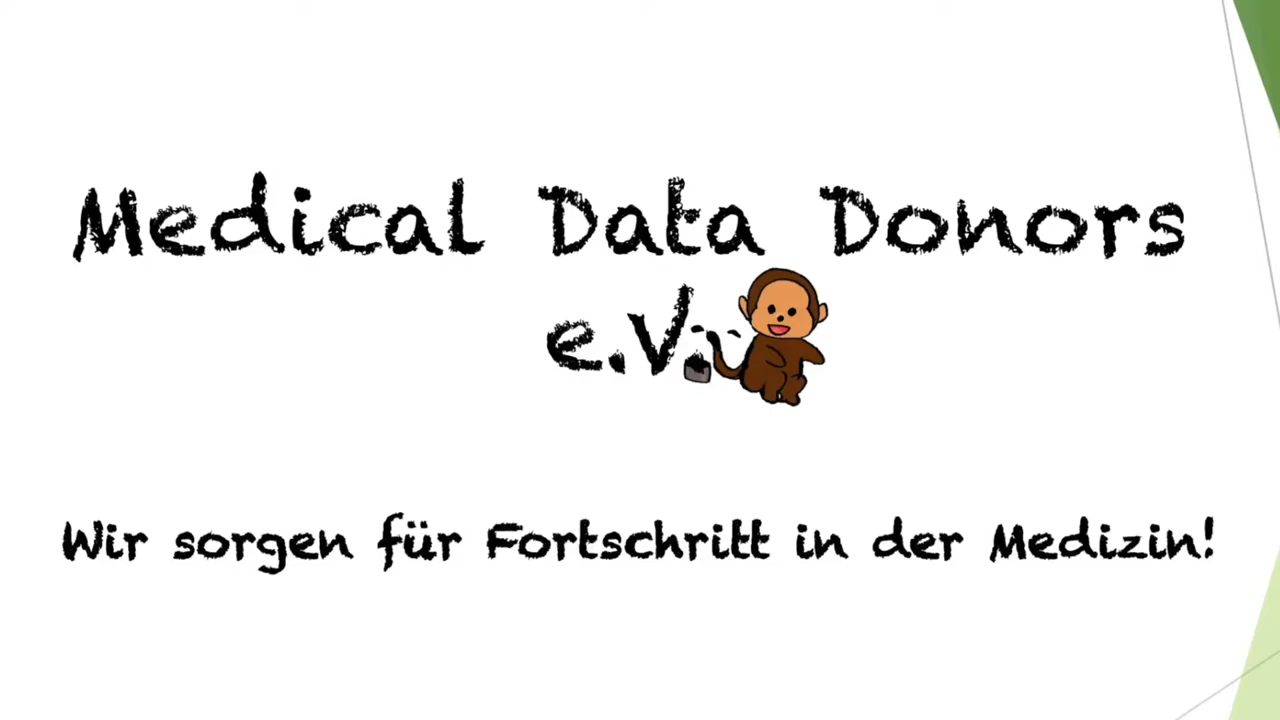 Medical Data Donors
e.V.
Wir sorgen für Fortschritt in der Medizin!